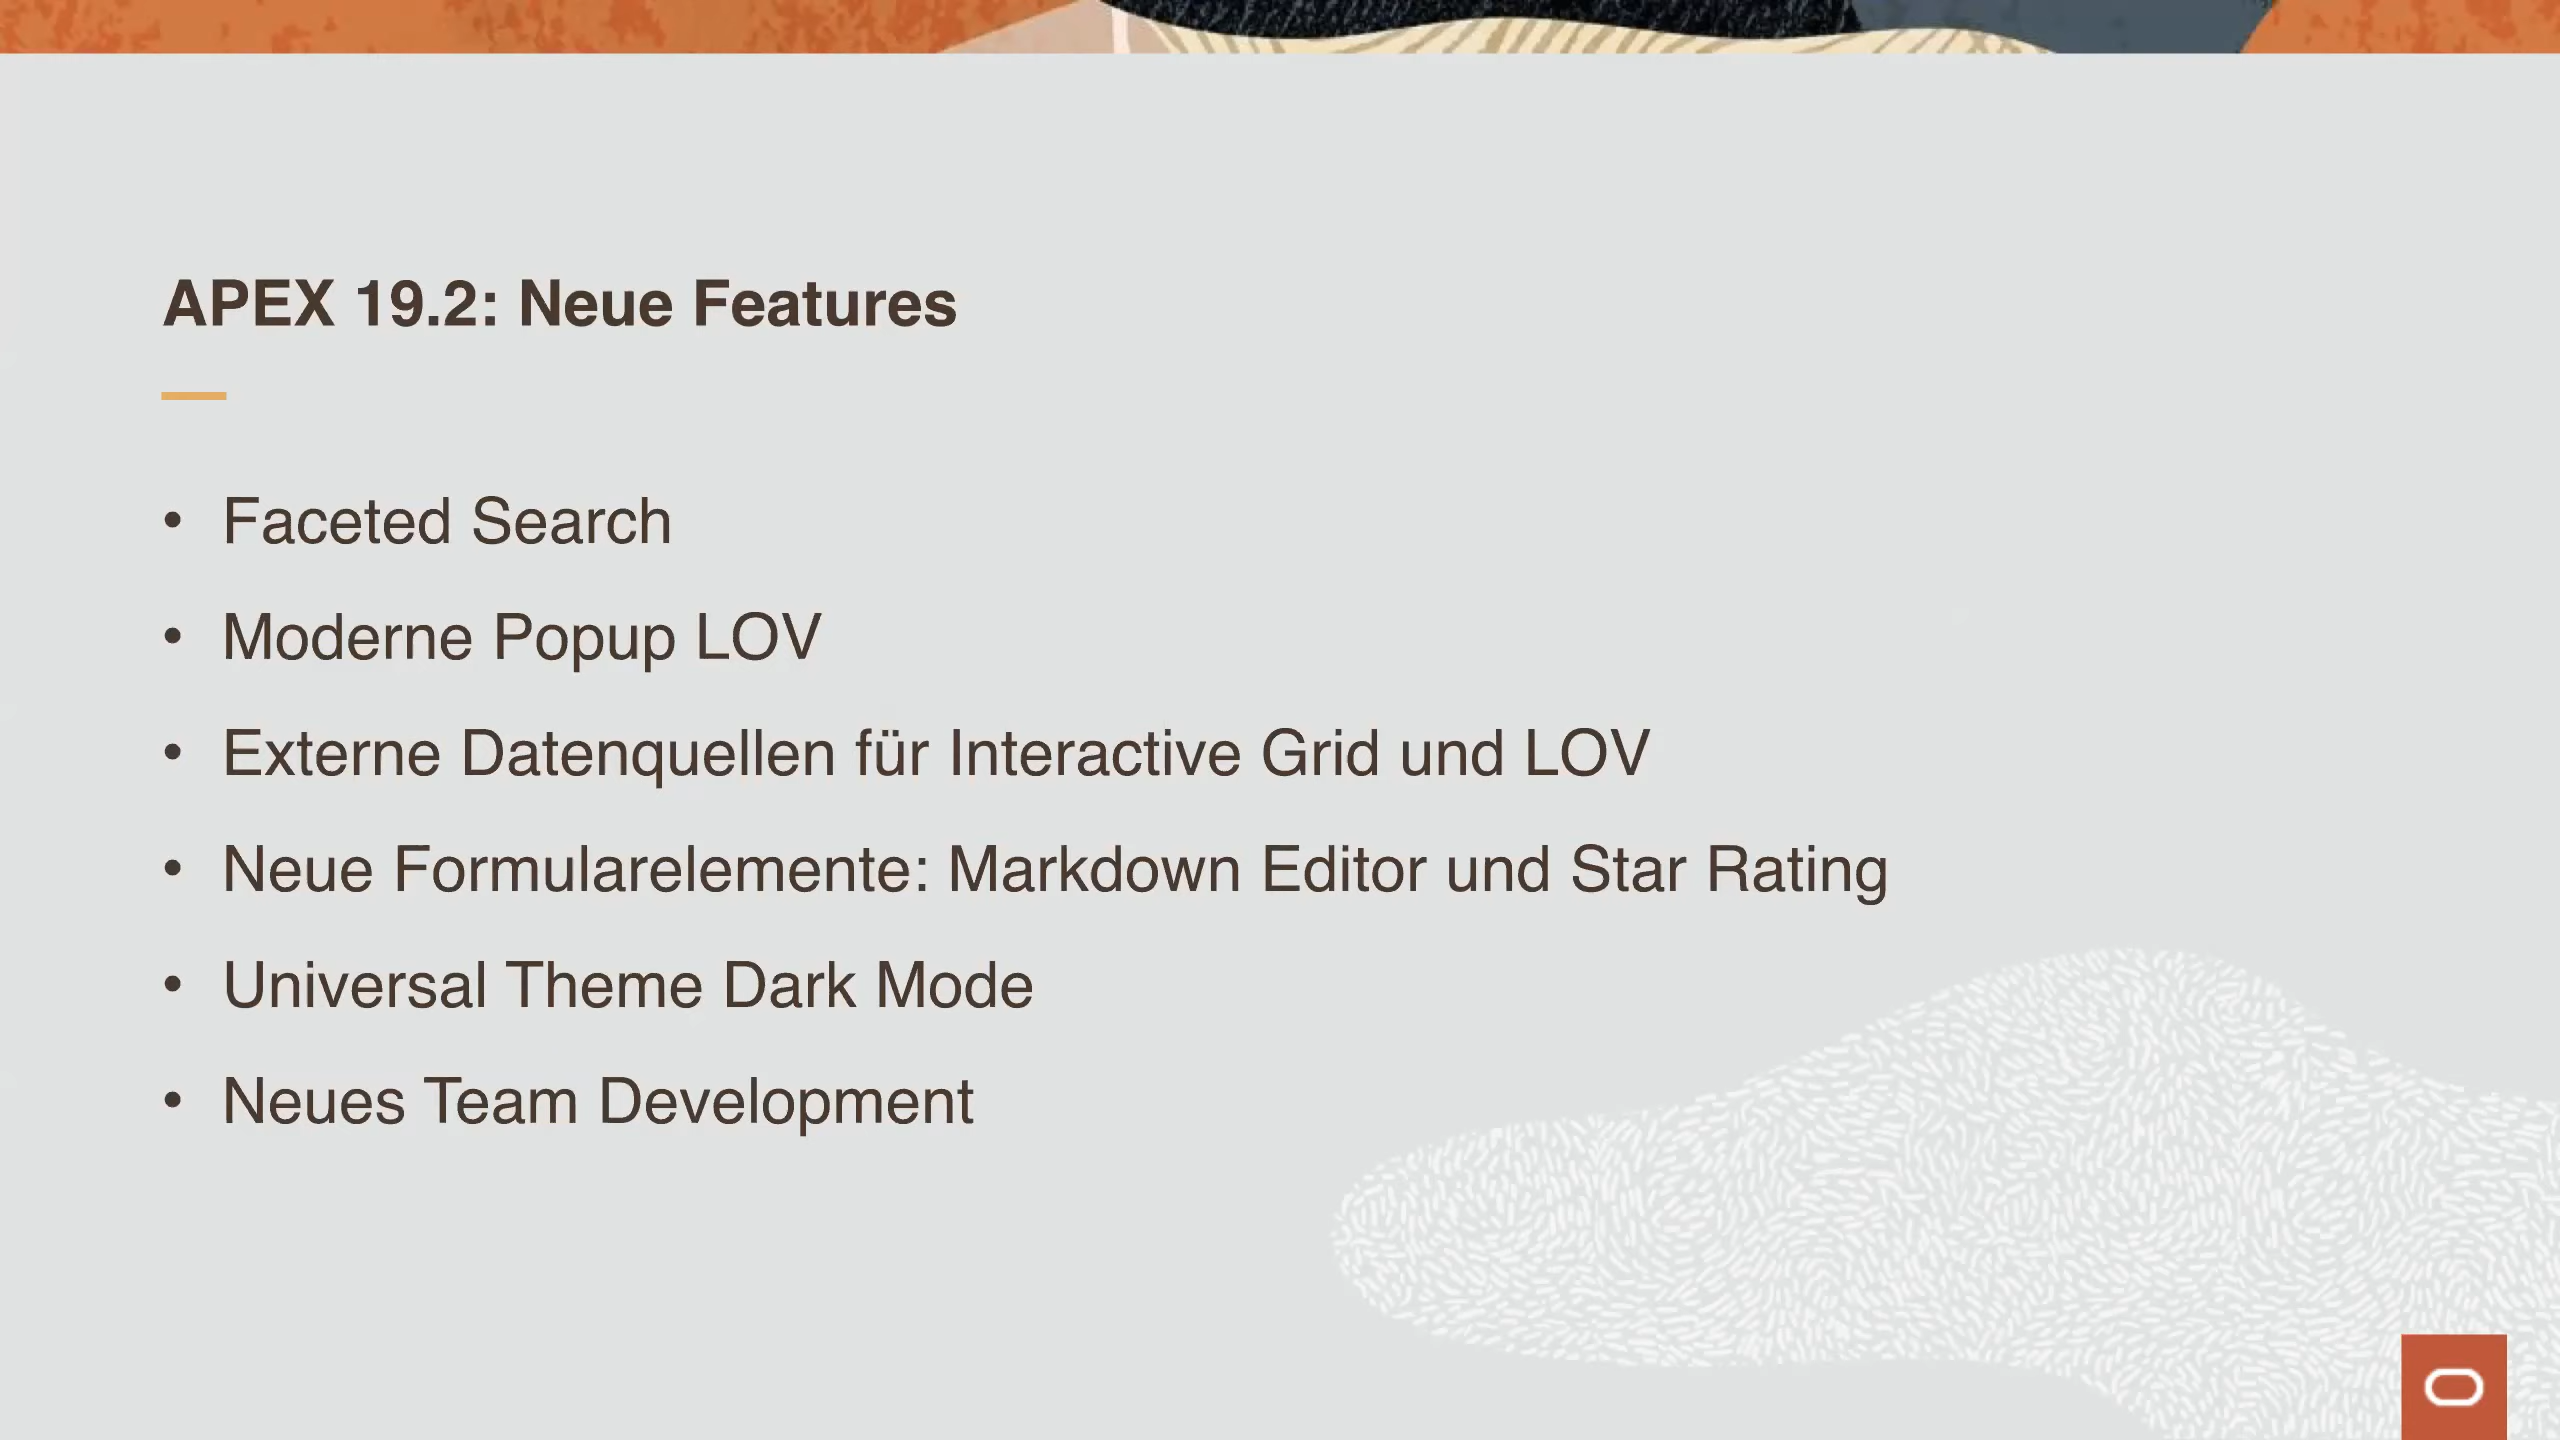 APEX 19.2: Neue Features
• Faceted Search
• Moderne Popup LOV
• Externe Datenquellen für Interactive Grid und LOV
• Neue Formularelemente: Markdown Editor und Star Rating
• Universal Theme Dark Mode
• Neues Team Development